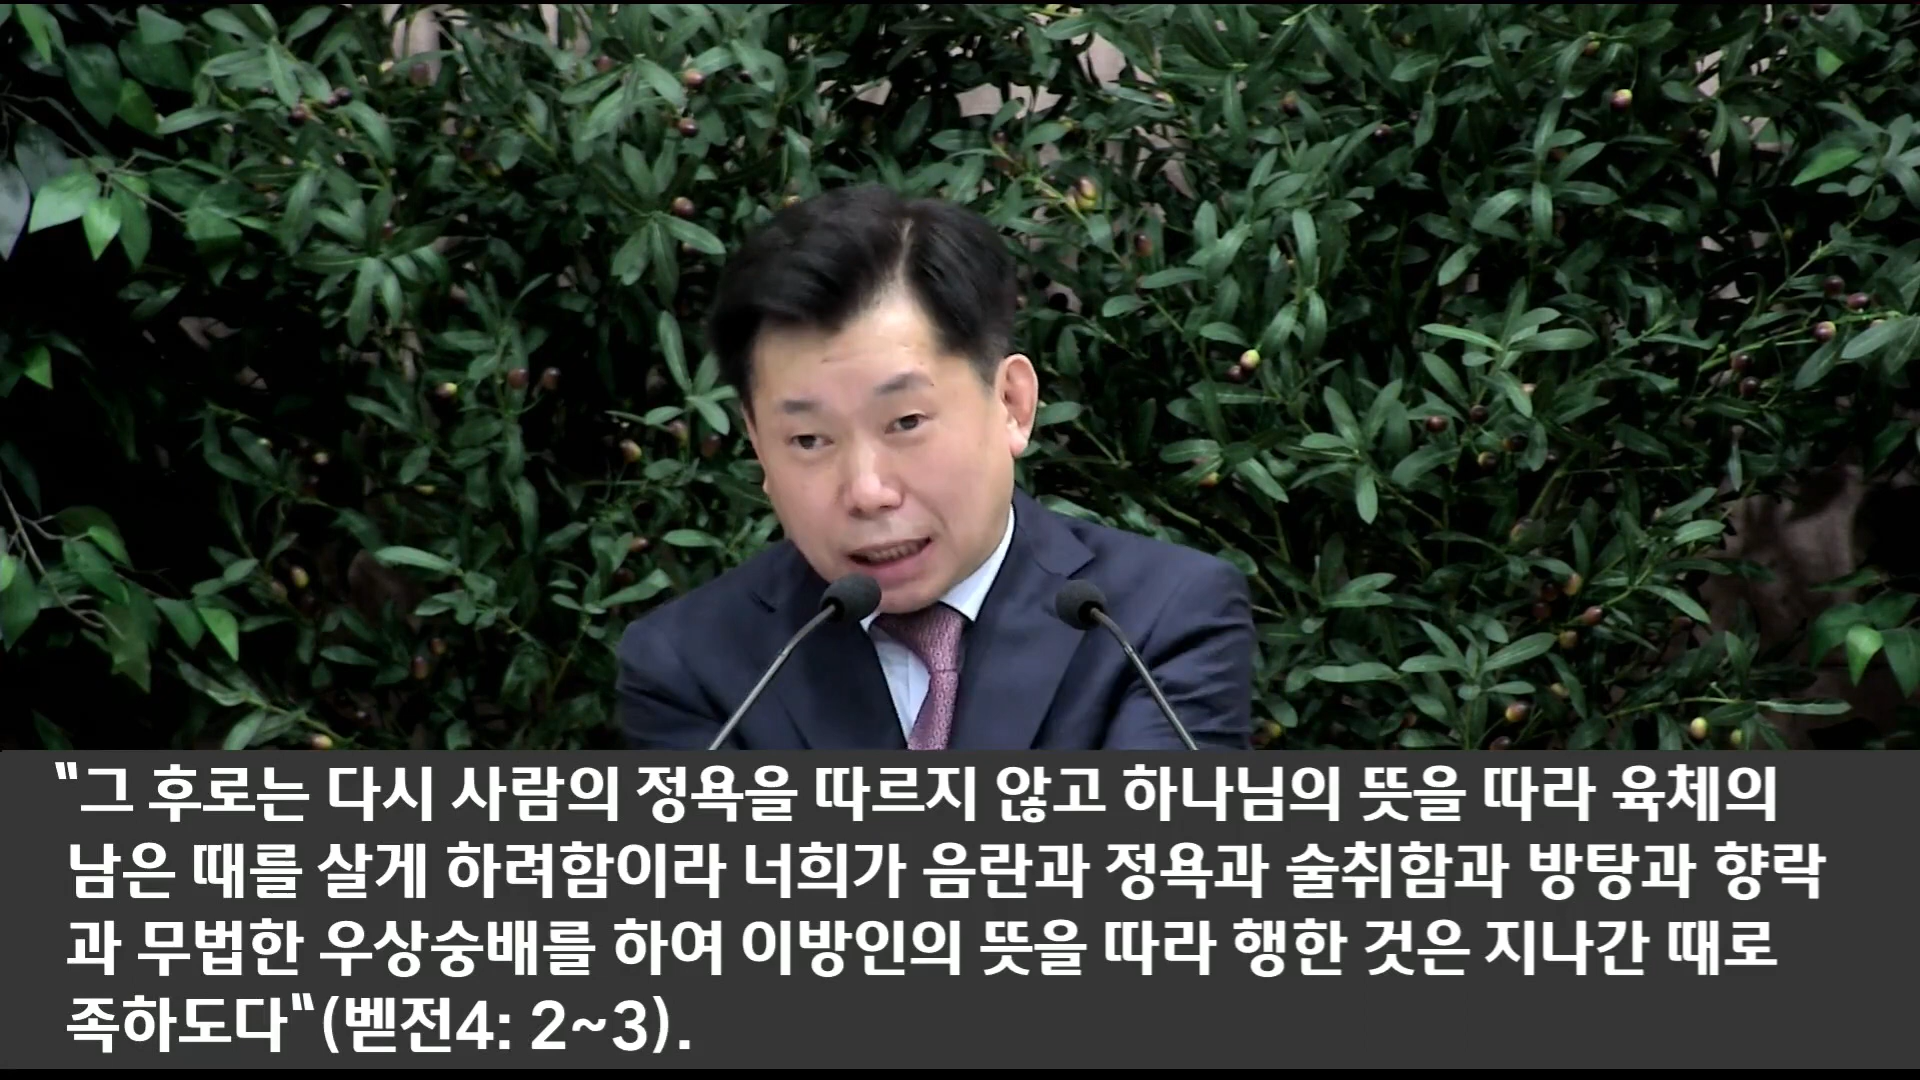 “그 후로는 다시 사람의 정욕을 따르지 않고 하나님의 뜻을 따라 육체의
남은 때를 살게 하려함이라 너희가 음란과 정욕과 술취함과 방탕과 향락
과 무법한 우상숭배를 하여 이방인의 뜻을 따라 행한 것은 지나간 때로
족하도다“(벧전4: 2~3).